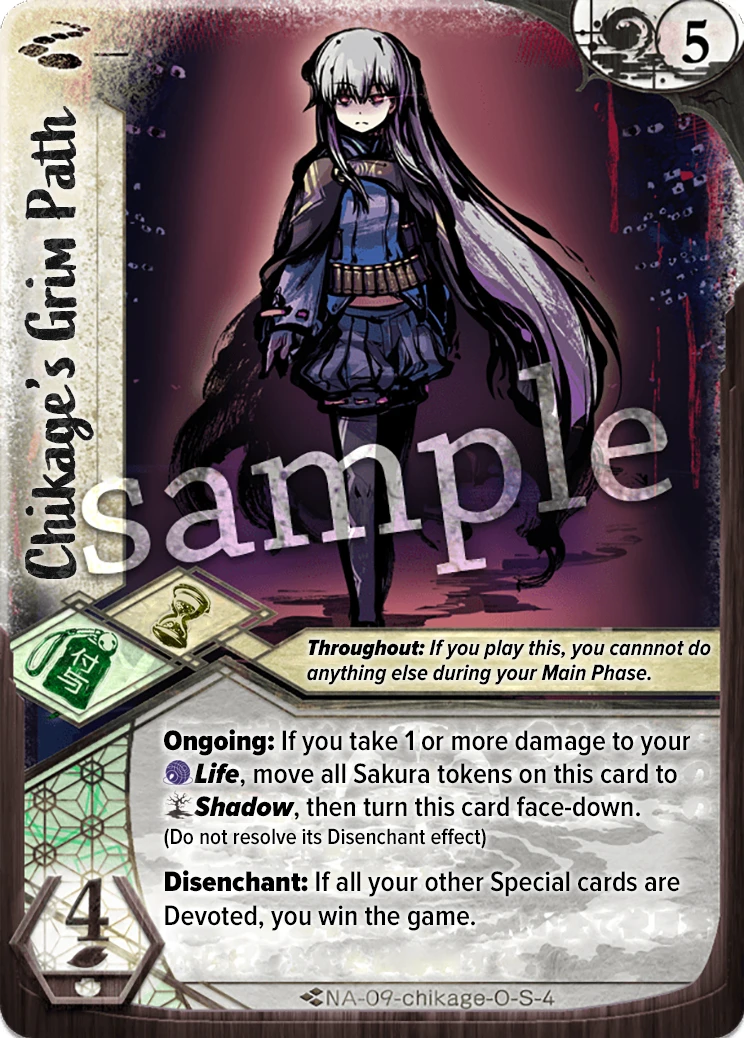 5
Chikage's Grim Path
sample
付
与
Throughout: If you play this, you cannnot do
anything else during your Main Phase.
Ongoing: If you take 1 or more damage to your
Life, move all Sakura tokens on this card to
Shadow, then turn this card face-down.
(Do not resolve its Disenchant effect)
Disenchant: If all your other Special cards are
Devoted, you win the game.
4
NA-09-chikage-O-S-4